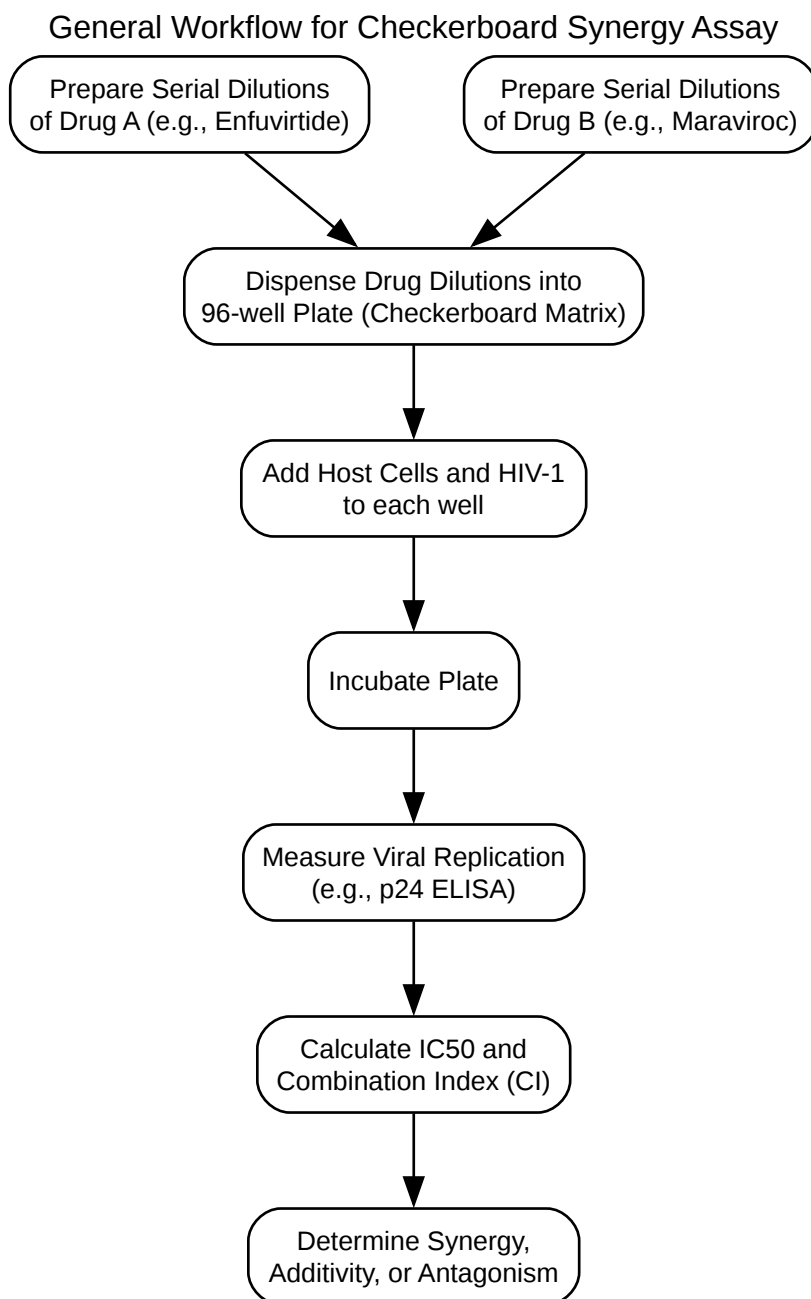 General Workflow for Checkerboard Synergy Assay
Prepare Serial Dilutions
of Drug A (e.g., Enfuvirtide)
Prepare Serial Dilutions
of Drug B (e.g., Maraviroc)
Dispense Drug Dilutions into
96-well Plate (Checkerboard Matrix)
Add Host Cells and HIV-1
to each well
Incubate Plate
Measure Viral Replication
(e.g., p24 ELISA)
Calculate IC50 and
Combination Index (CI)
Determine Synergy,
Additivity, or Antagonism